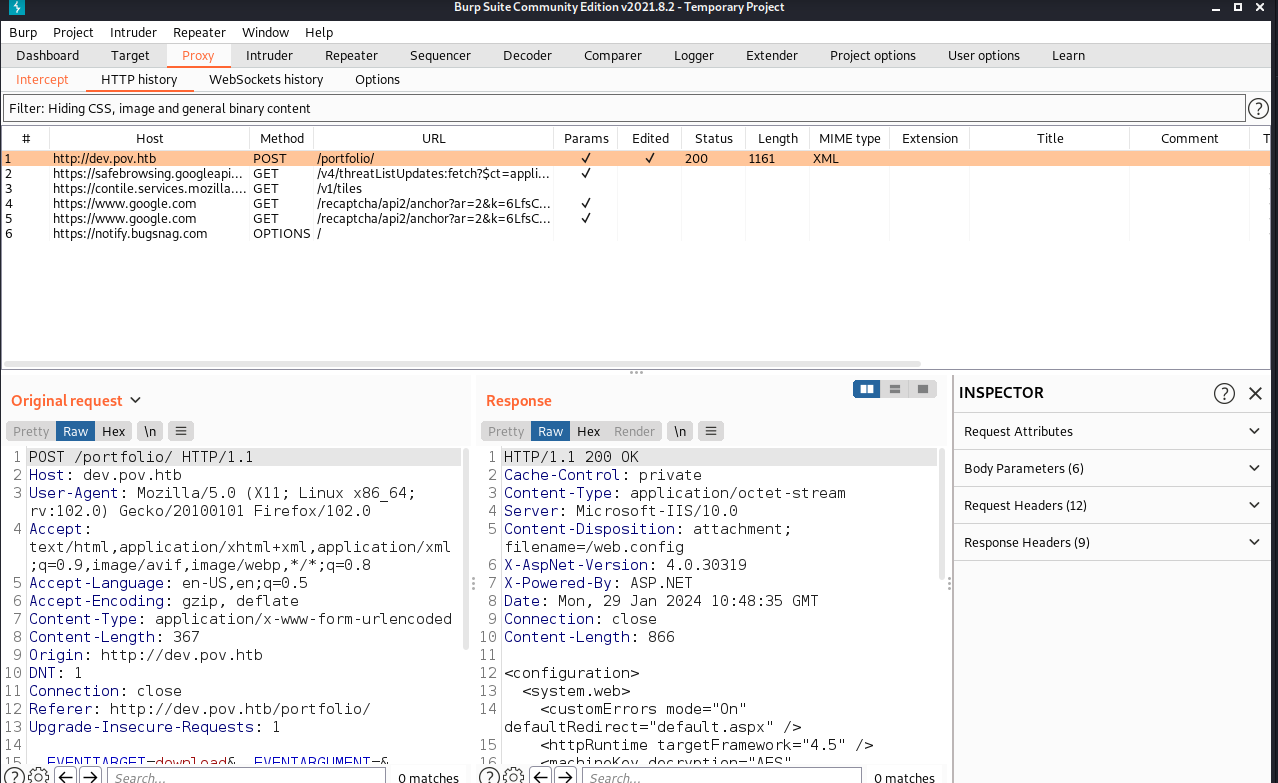 Burp Suite Community Edition v2021.8.2 - Temporary Project
Burp Project Intruder Repeater Window Help
Dashboard Target Proxy Intruder Repeater Sequencer Decoder Comparer Logger Extender Project options User options Learn
Intercept HTTP history WebSockets history Options
Filter: Hiding CSS, image and general binary content
# Host Method URL Params Edited Status Length MIME type Extension Title Comment T
1 http://dev.pov.htb POST /portfolio/ ✓ ✓ 200 1161 XML
2 https://safebrowsing.googleapi... GET /v4/threatListUpdates:fetch?$ct=appli... ✓
3 https://contile.services.mozilla.... GET /v1/tiles
4 https://www.google.com GET /recaptcha/api2/anchor?ar=2&k=6LfsC... ✓
5 https://www.google.com GET /recaptcha/api2/anchor?ar=2&k=6LfsC... ✓
6 https://notify.bugsnag.com OPTIONS /
Original request
Pretty Raw Hex \n
1 POST /portfolio/ HTTP/1.1
2 Host: dev.pov.htb
3 User-Agent: Mozilla/5.0 (X11; Linux x86_64;
rv:102.0) Gecko/20100101 Firefox/102.0
4 Accept:
text/html,application/xhtml+xml,application/xml
;q=0.9,image/avif,image/webp,*/*;q=0.8
5 Accept-Language: en-US,en;q=0.5
6 Accept-Encoding: gzip, deflate
7 Content-Type: application/x-www-form-urlencoded
8 Content-Length: 367
9 Origin: http://dev.pov.htb
10 DNT: 1
11 Connection: close
12 Referer: http://dev.pov.htb/portfolio/
13 Upgrade-Insecure-Requests: 1
14
15 __EVENTTARGET=download&__EVENTARGUMENT=&
Search... 0 matches
Response
Pretty Raw Hex Render \n
1 HTTP/1.1 200 OK
2 Cache-Control: private
3 Content-Type: application/octet-stream
4 Server: Microsoft-IIS/10.0
5 Content-Disposition: attachment;
filename=/web.config
6 X-AspNet-Version: 4.0.30319
7 X-Powered-By: ASP.NET
8 Date: Mon, 29 Jan 2024 10:48:35 GMT
9 Connection: close
10 Content-Length: 866
11
12 <configuration>
13 <system.web>
14 <customErrors mode="On"
defaultRedirect="default.aspx" />
15 <httpRuntime targetFramework="4.5" />
16 <machineKey decryption="AES"
Search... 0 matches
INSPECTOR
Request Attributes
Body Parameters (6)
Request Headers (12)
Response Headers (9)